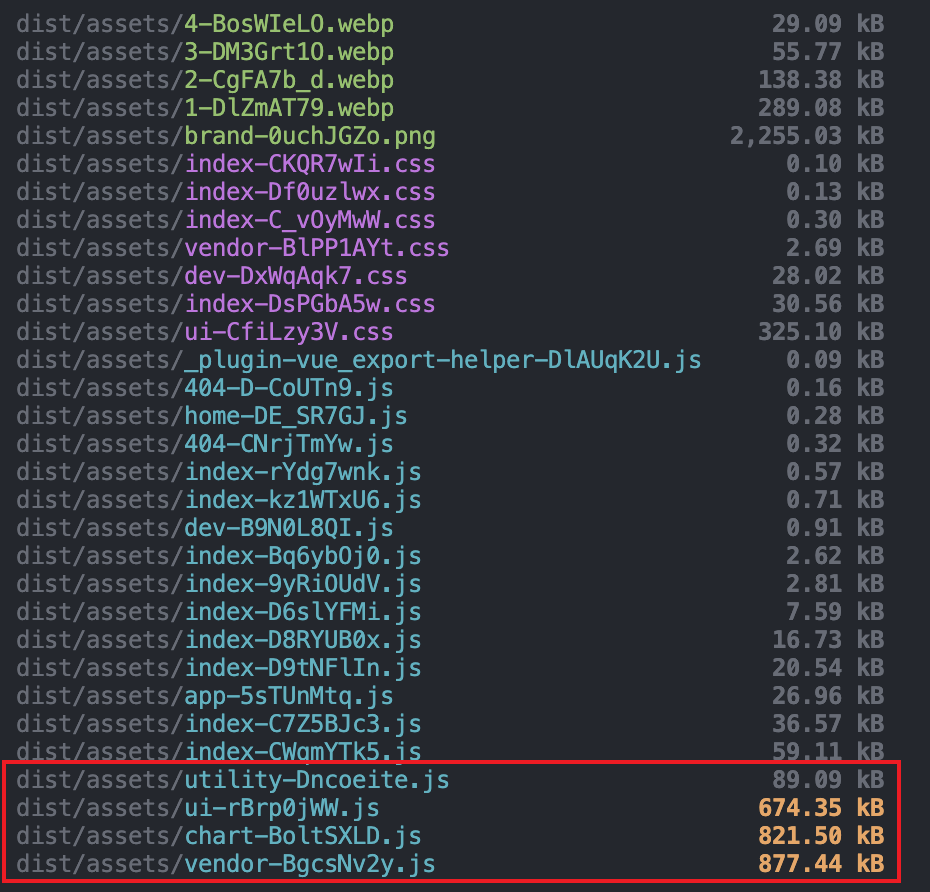 dist/assets/4-BosWIeLO.webp 29.09 kB
dist/assets/3-DM3Grt1O.webp 55.77 kB
dist/assets/2-CgFA7b_d.webp 138.38 kB
dist/assets/1-DlZmAT79.webp 289.08 kB
dist/assets/brand-0uchJGZo.png 2,255.03 kB
dist/assets/index-CKQR7wIi.css 0.10 kB
dist/assets/index-Df0uzlwx.css 0.13 kB
dist/assets/index-C_vOyMwW.css 0.30 kB
dist/assets/vendor-BlPP1AYt.css 2.69 kB
dist/assets/dev-DxWqAqk7.css 28.02 kB
dist/assets/index-DsPGbA5w.css 30.56 kB
dist/assets/ui-CfiLzy3V.css 325.10 kB
dist/assets/_plugin-vue_export-helper-DlAUqK2U.js 0.09 kB
dist/assets/404-D-CoUTn9.js 0.16 kB
dist/assets/home-DE_SR7GJ.js 0.28 kB
dist/assets/404-CNrjTmYw.js 0.32 kB
dist/assets/index-rYdg7wnk.js 0.57 kB
dist/assets/index-kz1WTxU6.js 0.71 kB
dist/assets/dev-B9N0L8QI.js 0.91 kB
dist/assets/index-Bq6ybOj0.js 2.62 kB
dist/assets/index-9yRiOUdV.js 2.81 kB
dist/assets/index-D6slYFMi.js 7.59 kB
dist/assets/index-D8RYUB0x.js 16.73 kB
dist/assets/index-D9tNFlIn.js 20.54 kB
dist/assets/app-5sTUnMtq.js 26.96 kB
dist/assets/index-C7Z5BJc3.js 36.57 kB
dist/assets/index-CWqmYTk5.js 59.11 kB
dist/assets/utility-Dncoeite.js 89.09 kB
dist/assets/ui-rBrp0jWW.js 674.35 kB
dist/assets/chart-BoltSXLD.js 821.50 kB
dist/assets/vendor-BgcsNv2y.js 877.44 kB